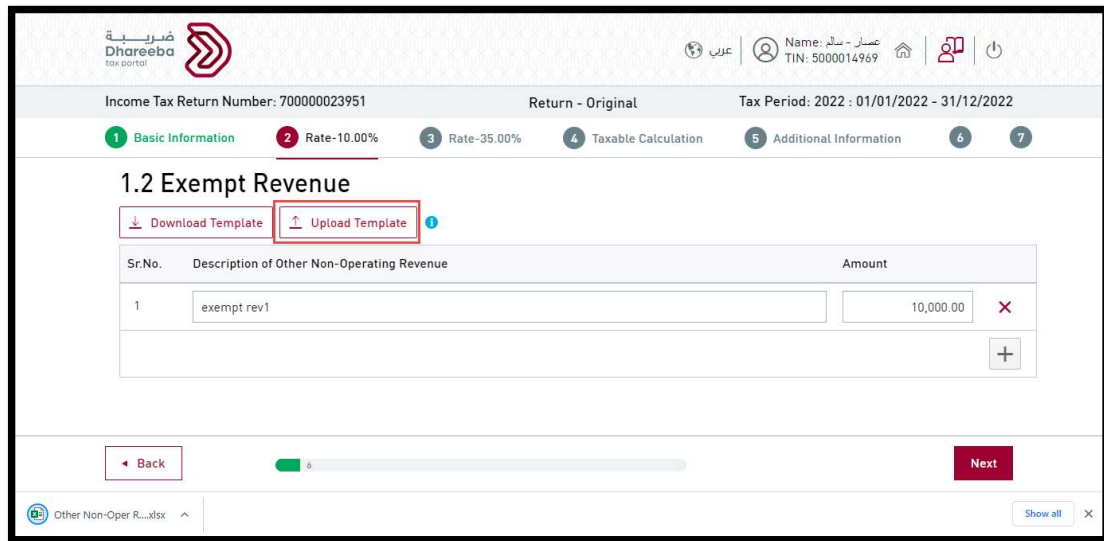 ضريبة
Dhareeba
tax portal
عربي
Name: عصار - سالم
TIN: 5000014969
Income Tax Return Number: 700000023951
Return - Original
Tax Period: 2022 : 01/01/2022 - 31/12/2022
1 Basic Information
2 Rate-10.00%
3 Rate-35.00%
4 Taxable Calculation
5 Additional Information
6
7
1.2 Exempt Revenue
Download Template
Upload Template
Sr.No. Description of Other Non-Operating Revenue Amount
1 exempt rev1 10,000.00
Back
6
Next
Other Non-Oper R....xlsx
Show all